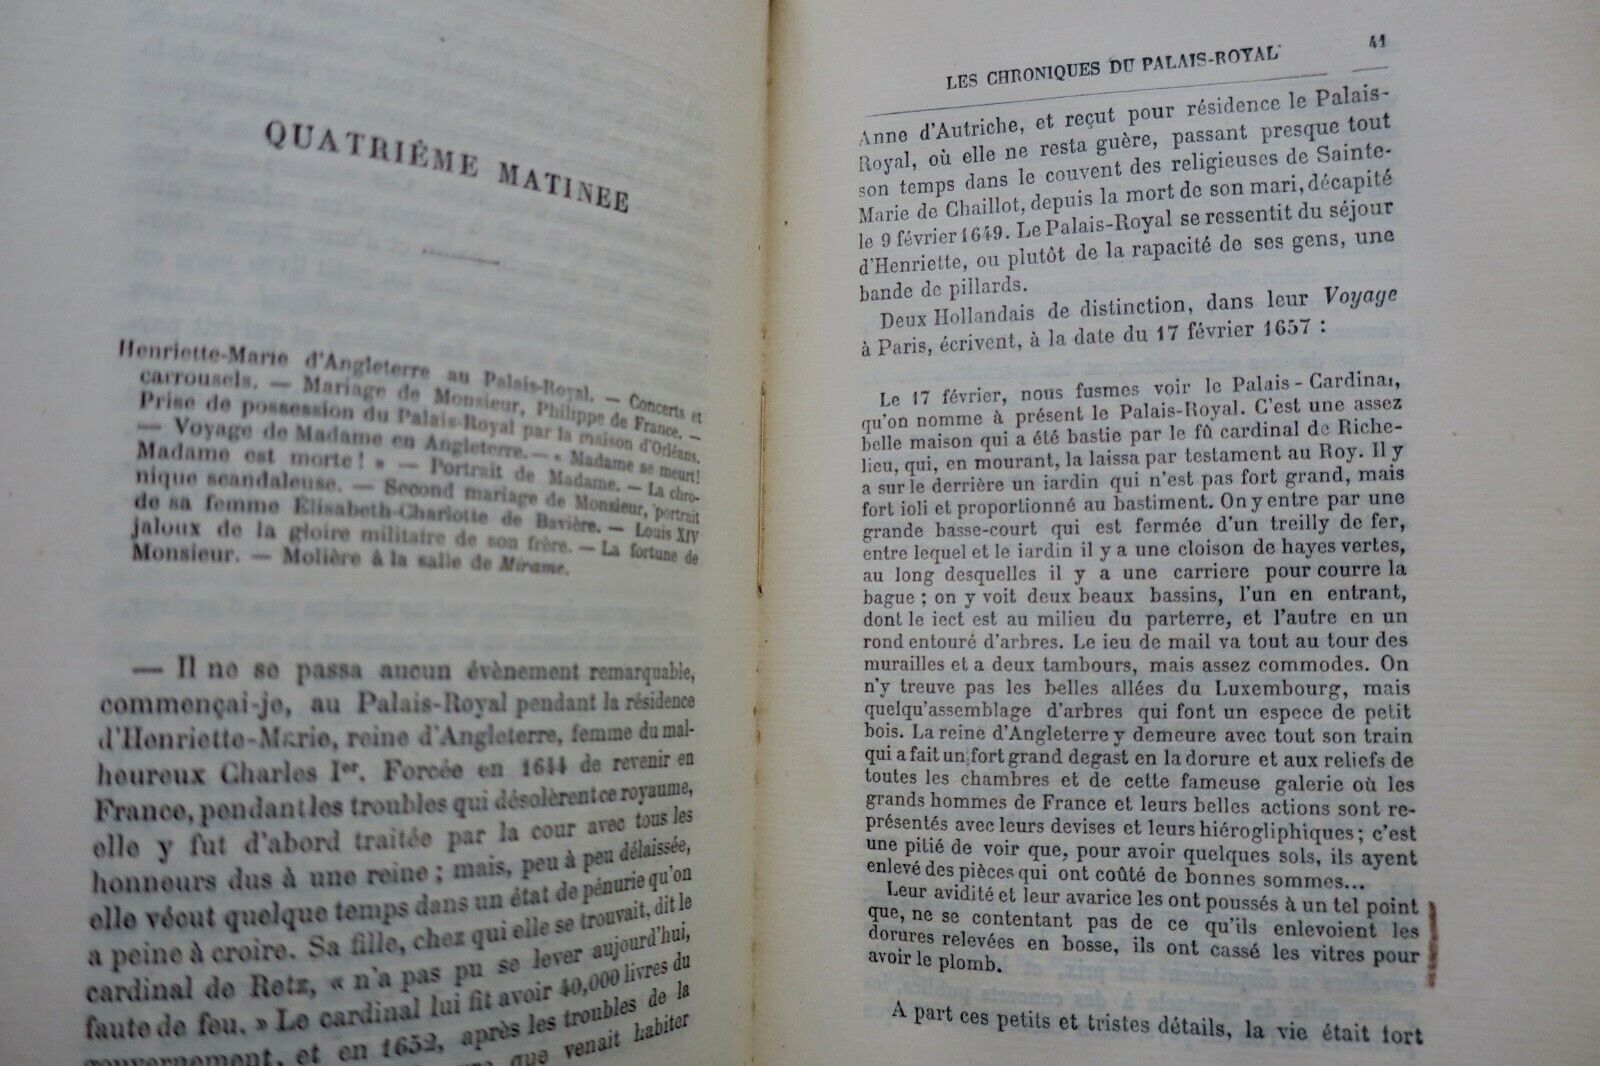 QUATRIÈME MATINEE
Henriette-Marie d'Angleterre au Palais-Royal. — Concerts et
carrousels. — Mariage de Monsieur, Philippe de France. —
Prise de possession du Palais-Royal par la maison d'Orléans.
— Voyage de Madame en Angleterre. — « Madame se meurt!
Madame est morte! » — Portrait de Madame. — La chro-
nique scandaleuse. — Second mariage de Monsieur, portrait
de sa femme Élisabeth-Charlotte de Bavière. — Louis XIV
jaloux de la gloire militaire de son frère. — La fortune de
Monsieur. — Molière à la salle de Mirame.
— Il ne se passa aucun évènement remarquable,
commençai-je, au Palais-Royal pendant la résidence
d'Henriette-Marie, reine d'Angleterre, femme du mal-
heureux Charles Ier. Forcée en 1644 de revenir en
France, pendant les troubles qui désolèrent ce royaume,
elle y fut d'abord traitée par la cour avec tous les
honneurs dus à une reine ; mais, peu à peu délaissée,
elle vécut quelque temps dans un état de pénurie qu'on
a peine à croire. Sa fille, chez qui elle se trouvait, dit le
cardinal de Retz, « n'a pas pu se lever aujourd'hui,
faute de feu. » Le cardinal lui fit avoir 40,000 livres du
gouvernement, et en 1652, après les troubles de la
que venait habiter
LES CHRONIQUES DU PALAIS-ROYAL 41
Anne d'Autriche, et reçut pour résidence le Palais-
Royal, où elle ne resta guère, passant presque tout
son temps dans le couvent des religieuses de Sainte-
Marie de Chaillot, depuis la mort de son mari, décapité
le 9 février 1649. Le Palais-Royal se ressentit du séjour
d'Henriette, ou plutôt de la rapacité de ses gens, une
bande de pillards.
Deux Hollandais de distinction, dans leur Voyage
à Paris, écrivent, à la date du 17 février 1657 :
Le 17 février, nous fusmes voir le Palais-Cardinal,
qu'on nomme à présent le Palais-Royal. C'est une assez
belle maison qui a été bastie par le fû cardinal de Riche-
lieu, qui, en mourant, la laissa par testament au Roy. Il y
a sur le derrière un iardin qui n'est pas fort grand, mais
fort ioli et proportionné au bastiment. On y entre par une
grande basse-court qui est fermée d'un treilly de fer,
entre lequel et le iardin il y a une cloison de hayes vertes,
au long desquelles il y a une carriere pour courre la
bague ; on y voit deux beaux bassins, l'un en entrant,
dont le iect est au milieu du parterre, et l'autre en un
rond entouré d'arbres. Le ieu de mail va tout au tour des
murailles et a deux tambours, mais assez commodes. On
n'y treuve pas les belles allées du Luxembourg, mais
quelqu'assemblage d'arbres qui font un espece de petit
bois. La reine d'Angleterre y demeure avec tout son train
qui a fait un fort grand degast en la dorure et aux reliefs de
toutes les chambres et de cette fameuse galerie où les
grands hommes de France et leurs belles actions sont re-
présentés avec leurs devises et leurs hiérogliphiques ; c'est
une pitié de voir que, pour avoir quelques sols, ils ayent
enlevé des pièces qui ont coûté de bonnes sommes...
Leur avidité et leur avarice les ont poussés à un tel point
que, ne se contentant pas de ce qu'ils enlevoient les
dorures relevées en bosse, ils ont cassé les vitres pour
avoir le plomb.
A part ces petits et tristes détails, la vie était fort